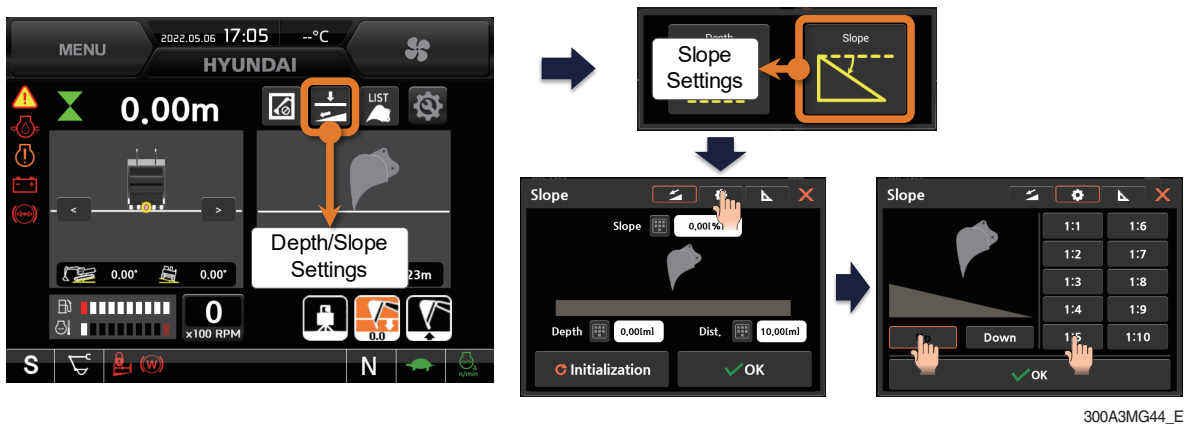 MENU
2022.05.06 17:05 --°C
HYUNDAI
0.00m
LIST
<
>
Depth/Slope
Settings
0.00°
0.00°
23m
0
x100 RPM
0.0
S
(W)
N
AUTO
n/min
Depth
Slope
Settings
Slope
Slope
Slope
0.00[%]
Depth
0.00[m]
Dist.
10.00[m]
Initialization
OK
Slope
1:1
1:6
1:2
1:7
1:3
1:8
1:4
1:9
Down
1:5
1:10
OK
300A3MG44_E